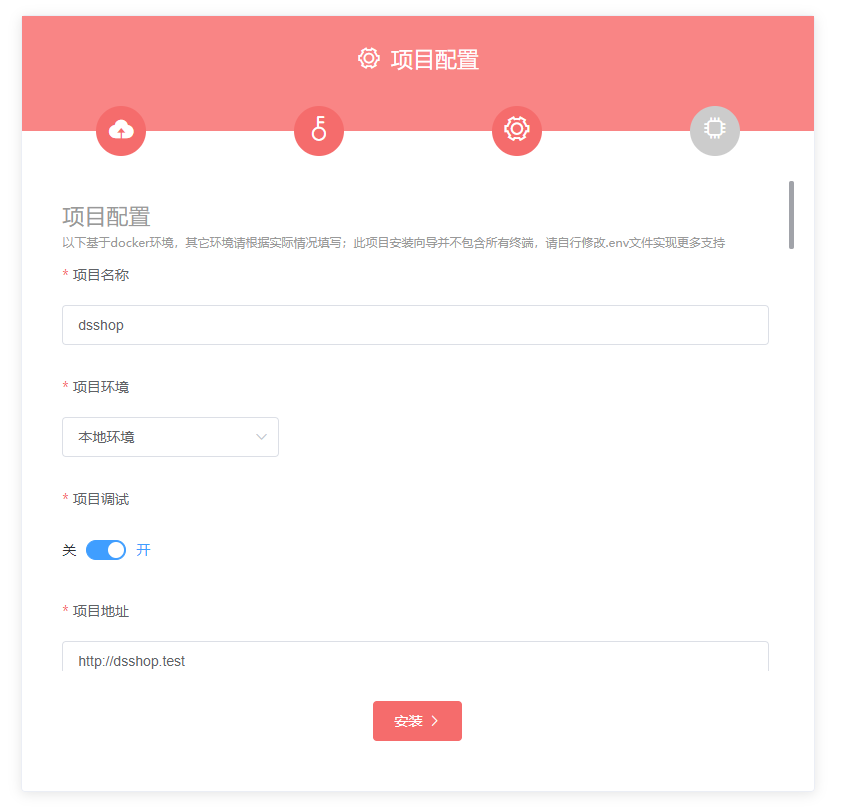 项目配置
项目配置
以下基于docker环境，其它环境请根据实际情况填写；此项目安装向导并不包含所有终端，请自行修改.env文件实现更多支持
* 项目名称
dsshop
* 项目环境
本地环境
* 项目调试
关 开
* 项目地址
http://dsshop.test
安装